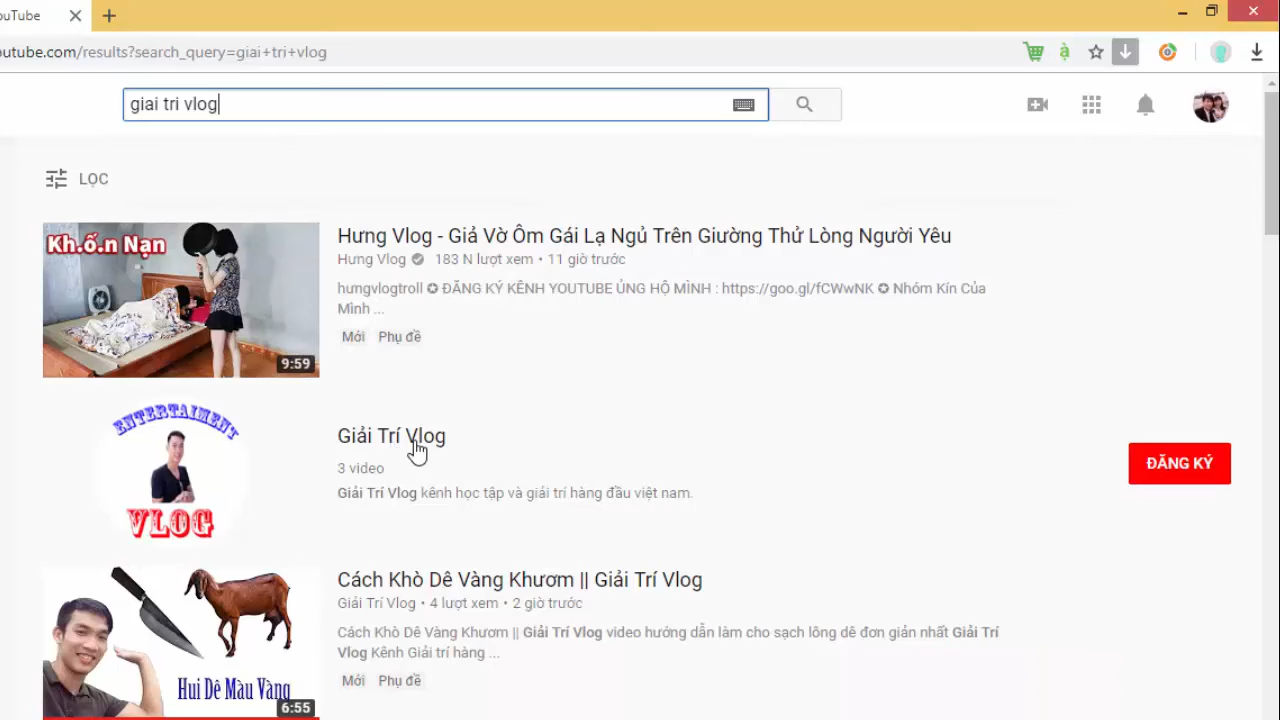 ouTube
outube.com/results?search_query=giai+tri+vlog
giai tri vlog
LỌC
Kh.ố.n Nạn
9:59
Hưng Vlog - Giả Vờ Ôm Gái Lạ Ngủ Trên Giường Thử Lòng Người Yêu
Hưng Vlog 183 N lượt xem • 11 giờ trước
hungvlogtroll ✪ ĐĂNG KÝ KÊNH YOUTUBE ỦNG HỘ MÌNH : https://goo.gl/fCWwNK ✪ Nhóm Kín Của
Mình ...
Mới Phụ đề
ENTERTAIMENT
VLOG
Giải Trí Vlog
3 video
Giải Trí Vlog kênh học tập và giải trí hàng đầu việt nam.
ĐĂNG KÝ
Hui Dê Màu Vàng
6:55
Cách Khò Dê Vàng Khươm || Giải Trí Vlog
Giải Trí Vlog • 4 lượt xem • 2 giờ trước
Cách Khò Dê Vàng Khươm || Giải Trí Vlog video hướng dẫn làm cho sạch lông dê đơn giản nhất Giải Trí
Vlog Kênh Giải trí hàng ...
Mới Phụ đề